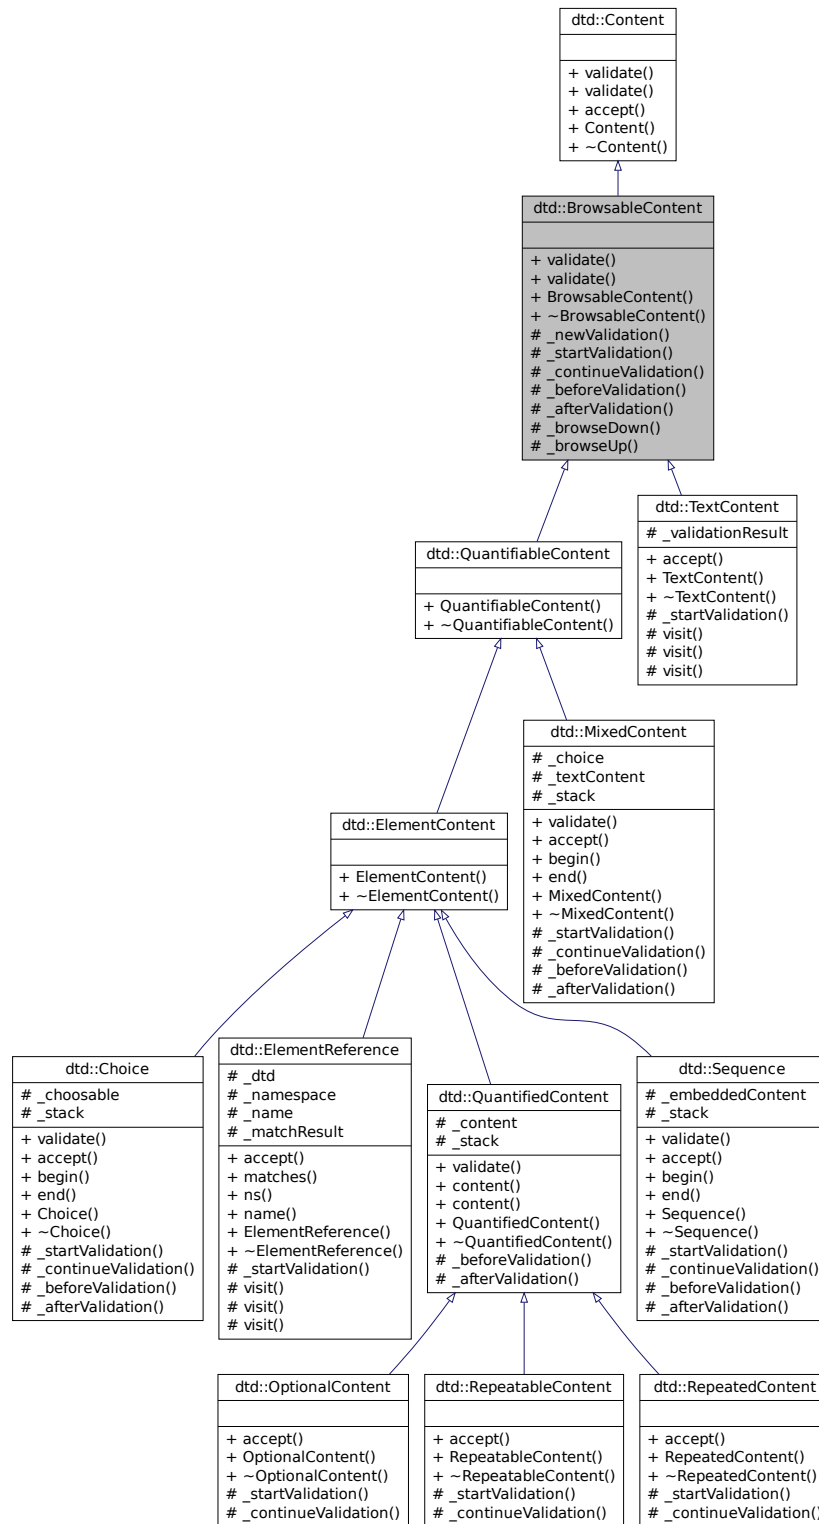 dtd::Content
+ validate()
+ validate()
+ accept()
+ Content()
+ ~Content()
dtd::BrowsableContent
+ validate()
+ validate()
+ BrowsableContent()
+ ~BrowsableContent()
# _newValidation()
# _startValidation()
# _continueValidation()
# _beforeValidation()
# _afterValidation()
# _browseDown()
# _browseUp()
dtd::TextContent
# _validationResult
+ accept()
+ TextContent()
+ ~TextContent()
# _startValidation()
# visit()
# visit()
# visit()
dtd::QuantifiableContent
+ QuantifiableContent()
+ ~QuantifiableContent()
dtd::MixedContent
# _choice
# _textContent
# _stack
+ validate()
+ accept()
+ begin()
+ end()
+ MixedContent()
+ ~MixedContent()
# _startValidation()
# _continueValidation()
# _beforeValidation()
# _afterValidation()
dtd::ElementContent
+ ElementContent()
+ ~ElementContent()
dtd::Choice
# _choosable
# _stack
+ validate()
+ accept()
+ begin()
+ end()
+ Choice()
+ ~Choice()
# _startValidation()
# _continueValidation()
# _beforeValidation()
# _afterValidation()
dtd::ElementReference
# _dtd
# _namespace
# _name
# _matchResult
+ accept()
+ matches()
+ ns()
+ name()
+ ElementReference()
+ ~ElementReference()
# _startValidation()
# visit()
# visit()
# visit()
dtd::QuantifiedContent
# _content
# _stack
+ validate()
+ content()
+ content()
+ QuantifiedContent()
+ ~QuantifiedContent()
# _beforeValidation()
# _afterValidation()
dtd::Sequence
# _embeddedContent
# _stack
+ validate()
+ accept()
+ begin()
+ end()
+ Sequence()
+ ~Sequence()
# _startValidation()
# _continueValidation()
# _beforeValidation()
# _afterValidation()
dtd::OptionalContent
+ accept()
+ OptionalContent()
+ ~OptionalContent()
# _startValidation()
# _continueValidation()
dtd::RepeatableContent
+ accept()
+ RepeatableContent()
+ ~RepeatableContent()
# _startValidation()
# _continueValidation()
dtd::RepeatedContent
+ accept()
+ RepeatedContent()
+ ~RepeatedContent()
# _startValidation()
# _continueValidation()